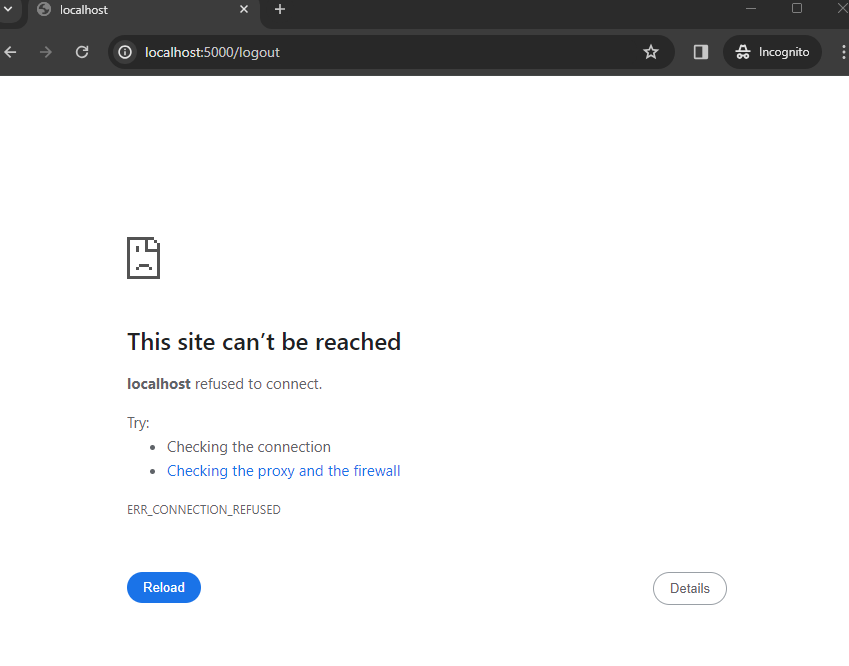 localhost
localhost:5000/logout
Incognito
This site can’t be reached
localhost refused to connect.
Try:
Checking the connection
Checking the proxy and the firewall
ERR_CONNECTION_REFUSED
Reload
Details